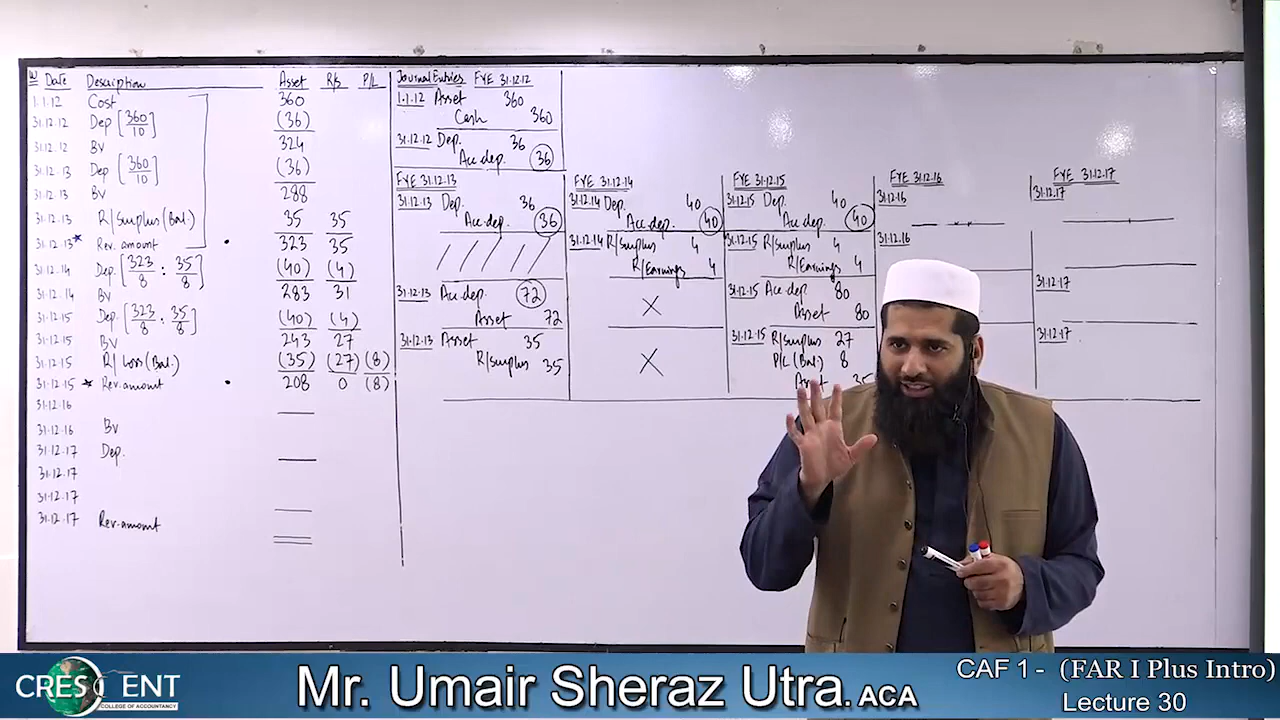 W Date Description Asset R/S P/L
1.1.12 Cost 360
31.12.12 Dep [360/10] (36)
31.12.12 BV 324
31.12.13 Dep [360/10] (36)
31.12.13 BV 288
31.12.13 R/Surplus (Bal.) 35 35
31.12.13* Rev. amount 323 35
31.12.14 Dep. [323/8 : 35/8] (40) (4)
31.12.14 BV 283 31
31.12.15 Dep. [323/8 : 35/8] (40) (4)
31.12.15 BV 243 27
31.12.15 R/Loss (Bal.) (35) (27) (8)
31.12.15 * Rev. amount 208 0 (8)
31.12.16
31.12.16 BV
31.12.17 Dep.
31.12.17
31.12.17
31.12.17 Rev. amount
Journal Entries FYE 31.12.12
1.1.12 Asset 360
Cash 360
31.12.12 Dep. 36
Acc. dep. 36
FYE 31.12.13
31.12.13 Dep. 36
Acc. dep. 36
31.12.13 Acc. dep. 72
Asset 72
31.12.13 Asset 35
R/Surplus 35
FYE 31.12.14
31.12.14 Dep. 40
Acc. dep. 40
31.12.14 R/Surplus 4
R/Earnings 4
X
X
FYE 31.12.15
31.12.15 Dep. 40
Acc. dep. 40
31.12.15 R/Surplus 4
R/Earnings 4
31.12.15 Acc. dep. 80
Asset 80
31.12.15 R/Surplus 27
P/L (Bal.) 8
Asset 35
FYE 31.12.16
31.12.16
31.12.16
FYE 31.12.17
31.12.17
31.12.17
31.12.17
CRESCENT
COLLEGE OF ACCOUNTANCY
Mr. Umair Sheraz Utra. ACA
CAF 1 - (FAR I Plus Intro)
Lecture 30